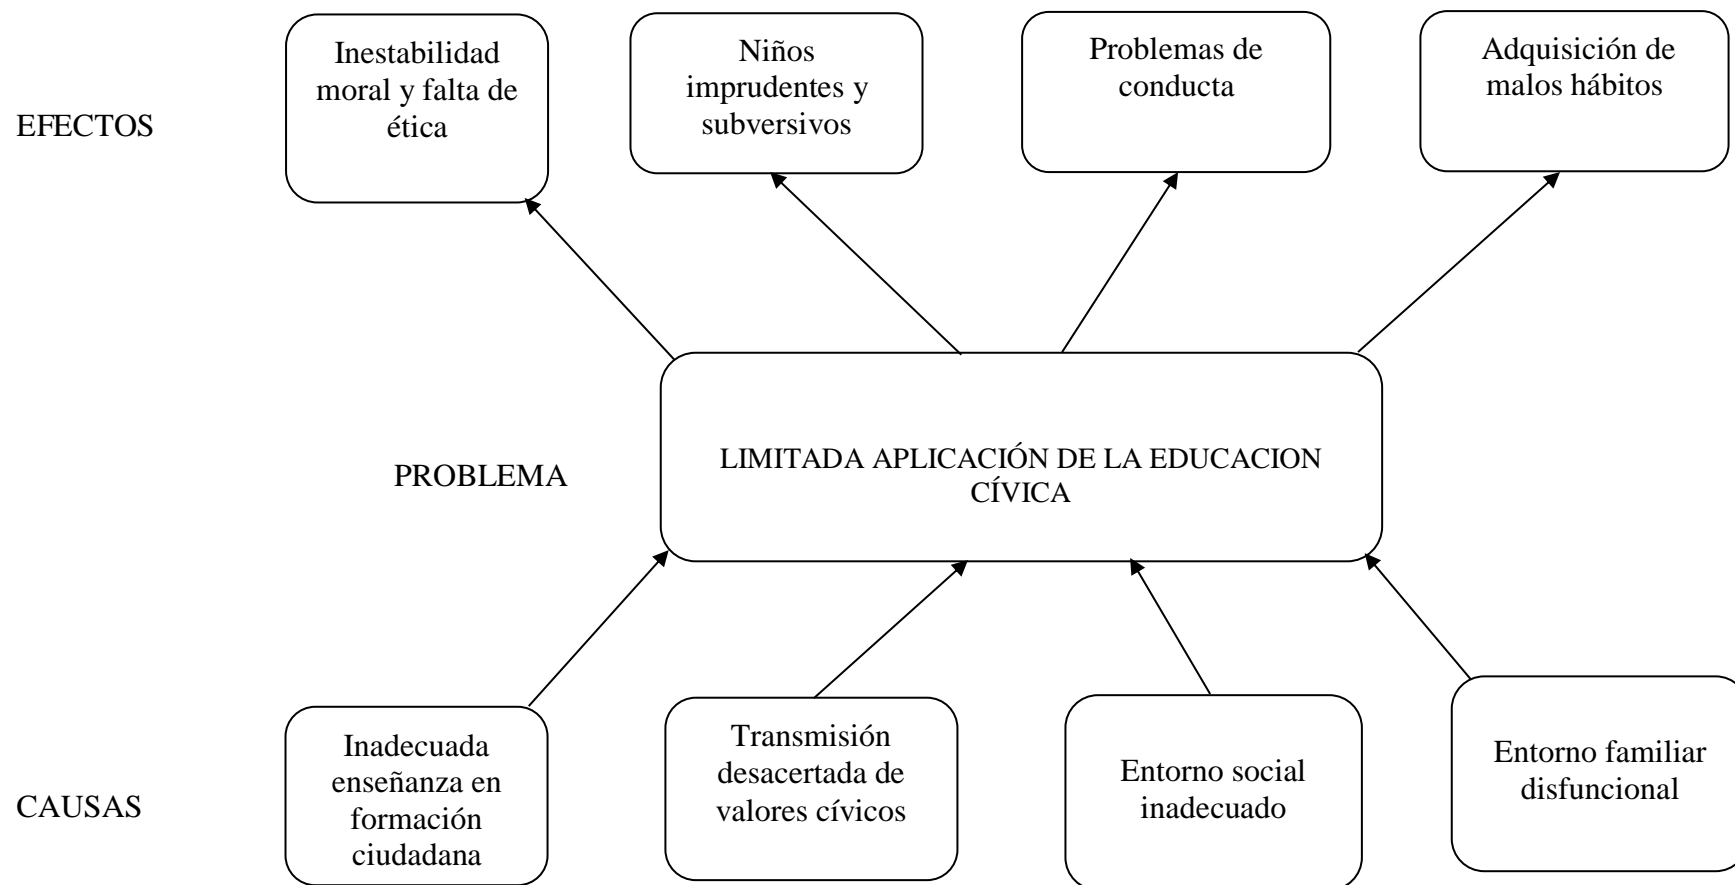 EFECTOS
Inestabilidad
moral y falta de
ética
Niños
imprudentes y
subversivos
Problemas de
conducta
Adquisición de
malos hábitos
PROBLEMA
LIMITADA APLICACIÓN DE LA EDUCACION
CÍVICA
CAUSAS
Inadecuada
enseñanza en
formación
ciudadana
Transmisión
desacertada de
valores cívicos
Entorno social
inadecuado
Entorno familiar
disfuncional